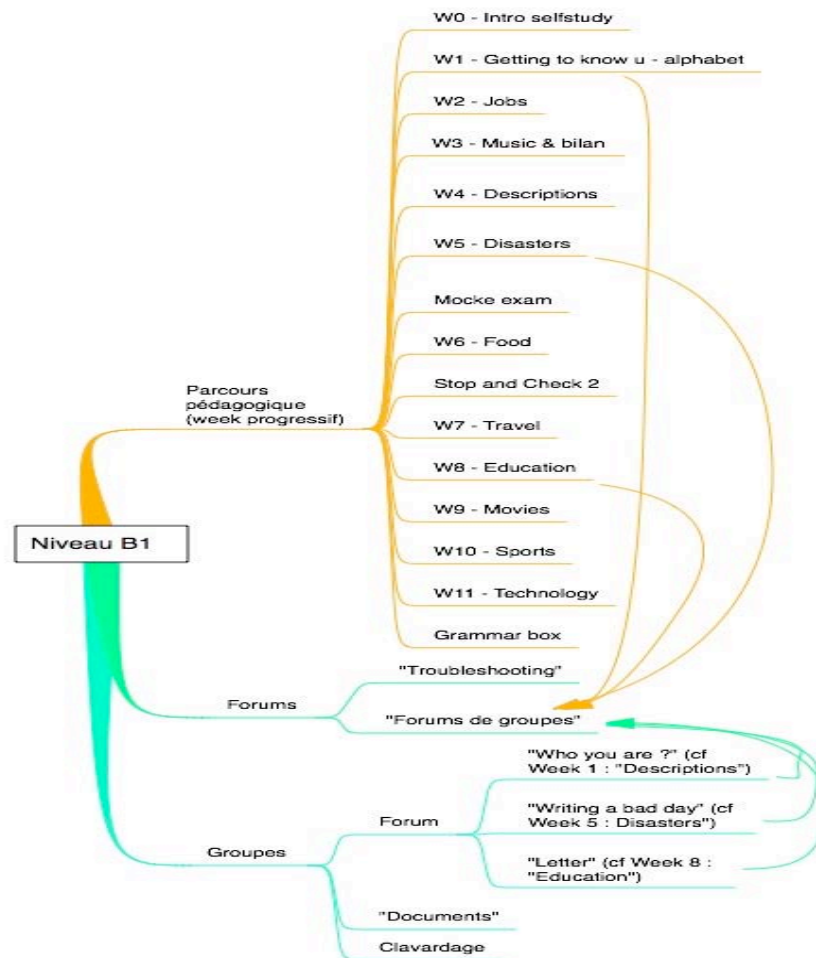 W0 - Intro selfstudy
W1 - Getting to know u - alphabet
W2 - Jobs
W3 - Music & bilan
W4 - Descriptions
W5 - Disasters
Mocke exam
W6 - Food
Stop and Check 2
Parcours
pédagogique
(week progressif)
W7 - Travel
W8 - Education
W9 - Movies
Niveau B1
W10 - Sports
W11 - Technology
Grammar box
"Troubleshooting"
Forums
"Forums de groupes"
"Who you are ?" (cf
Week 1 : "Descriptions")
"Writing a bad day" (cf
Week 5 : Disasters")
Forum
Groupes
"Letter" (cf Week 8 :
"Education")
"Documents"
Clavardage